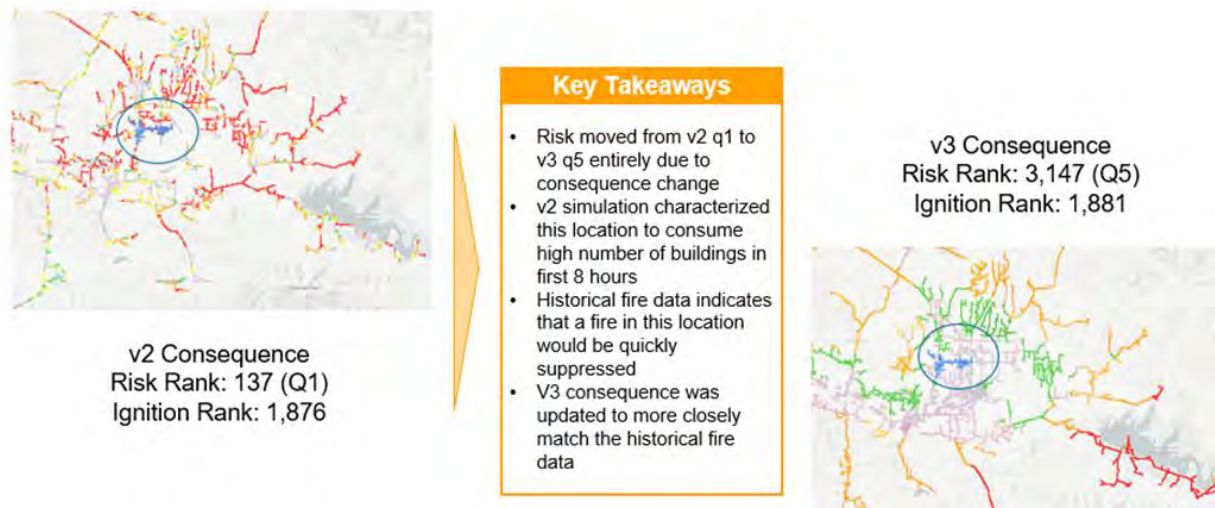 v2 Consequence
Risk Rank: 137 (Q1)
Ignition Rank: 1,876
Key Takeaways
• Risk moved from v2 q1 to
v3 q5 entirely due to
consequence change
• v2 simulation characterized
this location to consume
high number of buildings in
first 8 hours
• Historical fire data indicates
that a fire in this location
would be quickly
suppressed
• V3 consequence was
updated to more closely
match the historical fire
data
v3 Consequence
Risk Rank: 3,147 (Q5)
Ignition Rank: 1,881